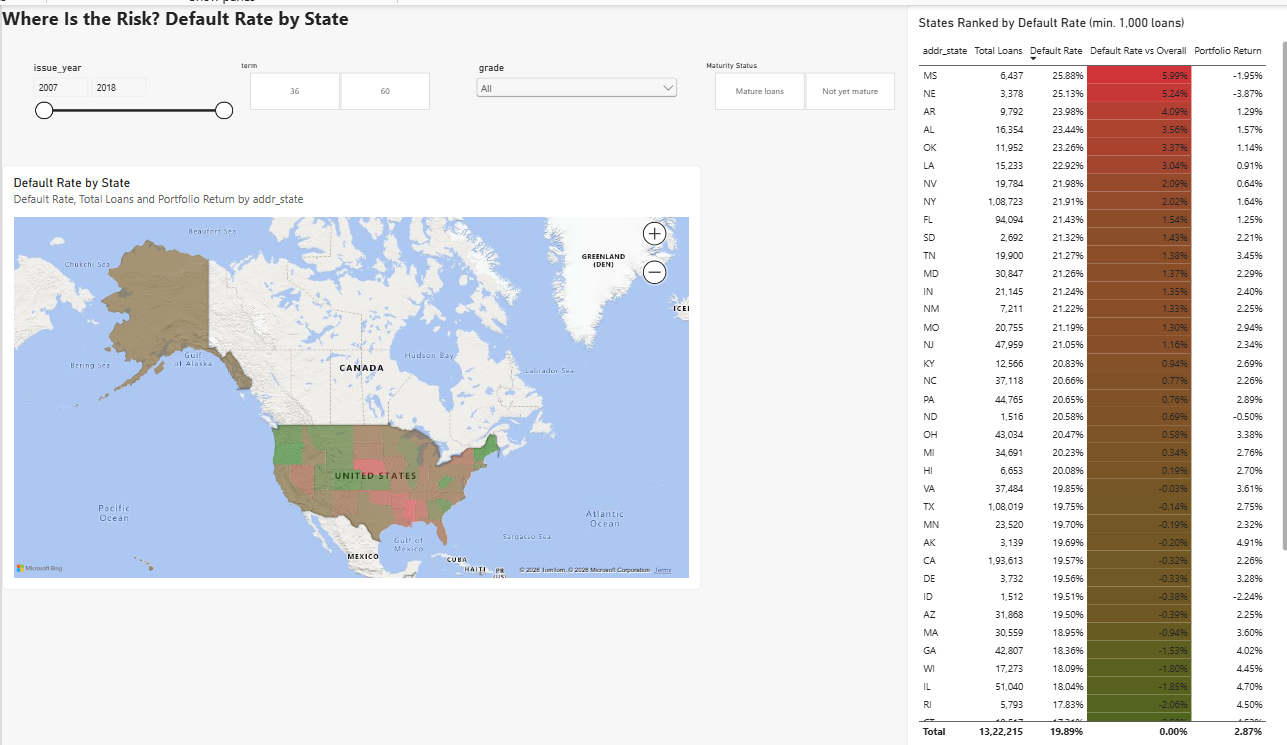 Where Is the Risk? Default Rate by State
issue_year
2007 2018
term
36 60
grade
All
Maturity Status
Mature loans Not yet mature
Default Rate by State
Default Rate, Total Loans and Portfolio Return by addr_state
Beaufort Sea
Chukchi Sea
GREENLAND
(DEN)
Bering Sea
Gulf
of Alaska
CANADA
Hudson Bay
Labrador Sea
UNITED STATES
Pacific
Ocean
Atlantic
Ocean
Sargasso Sea
Gulf of
Mexico
MEXICO
CUBA
HAITI
PR
(US)
Microsoft Bing
© 2026 TomTom, © 2026 Microsoft Corporation Terms
States Ranked by Default Rate (min. 1,000 loans)
addr_state Total Loans Default Rate Default Rate vs Overall Portfolio Return
MS 6,437 25.88% 5.99% -1.95%
NE 3,378 25.13% 5.24% -3.87%
AR 9,792 23.98% 4.09% 1.29%
AL 16,354 23.44% 3.56% 1.57%
OK 11,952 23.26% 3.37% 1.14%
LA 15,233 22.92% 3.04% 0.91%
NV 19,784 21.98% 2.09% 0.64%
NY 1,08,723 21.91% 2.02% 1.64%
FL 94,094 21.43% 1.54% 1.25%
SD 2,692 21.32% 1.43% 2.21%
TN 19,900 21.27% 1.38% 3.45%
MD 30,847 21.26% 1.37% 2.29%
IN 21,145 21.24% 1.35% 2.40%
NM 7,211 21.22% 1.33% 2.25%
MO 20,755 21.19% 1.30% 2.94%
NJ 47,959 21.05% 1.16% 2.34%
KY 12,566 20.83% 0.94% 2.69%
NC 37,118 20.66% 0.77% 2.26%
PA 44,765 20.65% 0.76% 2.89%
ND 1,516 20.58% 0.69% -0.50%
OH 43,034 20.47% 0.58% 3.38%
MI 34,691 20.23% 0.34% 2.76%
HI 6,653 20.08% 0.19% 2.70%
VA 37,484 19.85% -0.03% 3.61%
TX 1,08,019 19.75% -0.14% 2.75%
MN 23,520 19.70% -0.19% 2.32%
AK 3,139 19.69% -0.20% 4.91%
CA 1,93,613 19.57% -0.32% 2.26%
DE 3,732 19.56% -0.33% 3.28%
ID 1,512 19.51% -0.38% -2.24%
AZ 31,868 19.50% -0.39% 2.25%
MA 30,559 18.95% -0.94% 3.60%
GA 42,807 18.36% -1.53% 4.02%
WI 17,273 18.09% -1.80% 4.45%
IL 51,040 18.04% -1.85% 4.70%
RI 5,793 17.83% -2.06% 4.50%
Total 13,22,215 19.89% 0.00% 2.87%